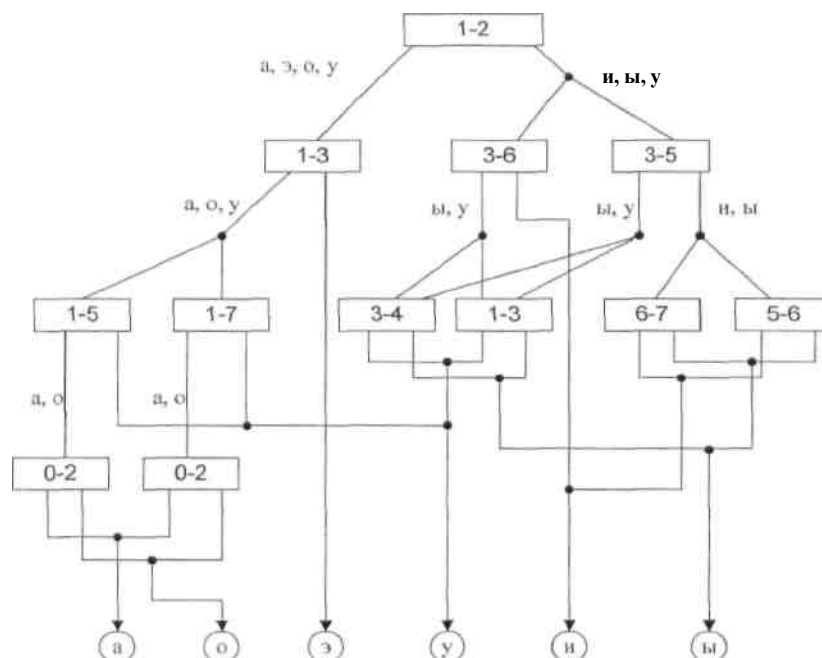 1-2
а, э, о, у
и, ы, у
1-3
3-6
3-5
а, о, у
ы, у
ы, у
и, ы
1-5
1-7
3-4
1-3
6-7
5-6
а, о
а, о
0-2
0-2
а
о
э
у
и
ы